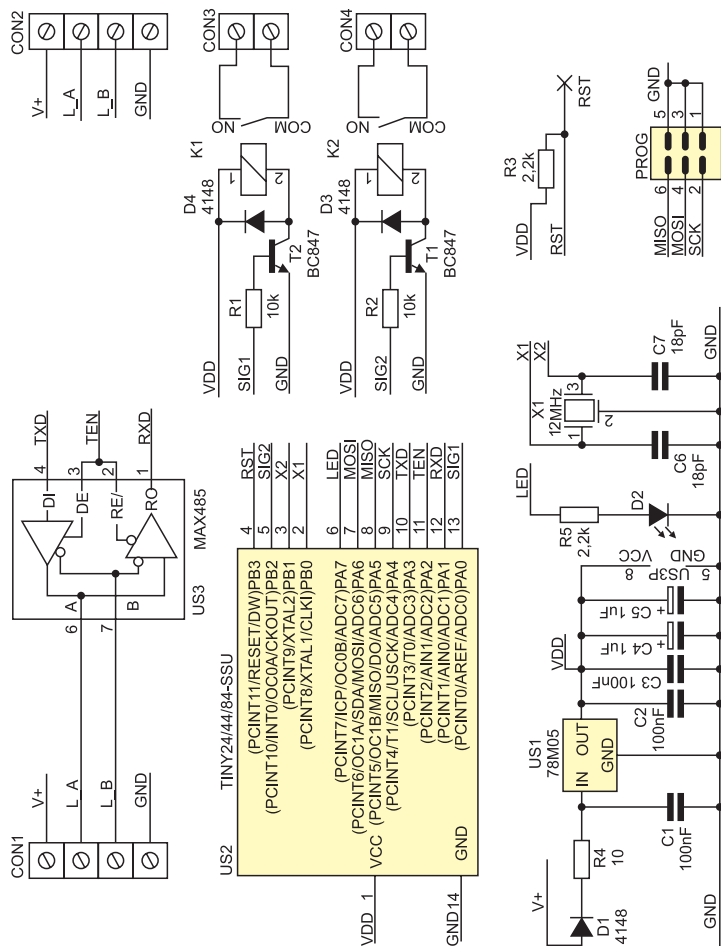 CON2
V+
L_A
L_B
GND
CON3
NO
COM
K1
1
2
D4
4148
VDD
R1
10k
SIG1
GND
T2
BC847
CON4
NO
COM
K2
1
2
D3
4148
VDD
R2
10k
SIG2
GND
T1
BC847
VDD
R3
2,2k
RST
RST
PROG
MISO 6
MOSI 4
SCK 2
5
3
1
GND
CON1
V+
L_A
L_B
GND
US3
MAX485
A
B
6
7
DI
DE
RE/
RO
4
3
2
1
TXD
TEN
RXD
US2
TINY24/44/84-SSU
(PCINT11/RESET/DW)PB3 4 RST
(PCINT10/INT0/OC0A/CKOUT)PB2 5 SIG2
(PCINT9/XTAL2)PB1 3 X2
(PCINT8/XTAL1/CLKI)PB0 2 X1
(PCINT7/ICP/OC0B/ADC7)PA7 6 LED
(PCINT6/OC1A/SDA/MOSI/ADC6)PA6 7 MOSI
(PCINT5/OC1B/MISO/DO/ADC5)PA5 8 MISO
(PCINT4/T1/SCL/USCK/ADC4)PA4 9 SCK
(PCINT3/T0/ADC3)PA3 10 TXD
(PCINT2/AIN1/ADC2)PA2 11 TEN
(PCINT1/AIN0/ADC1)PA1 12 RXD
(PCINT0/AREF/ADC0)PA0 13 SIG1
VDD 1
VCC
GND14
GND
V+
D1
4148
R4
10
C1
100nF
GND
US1
78M05
IN
OUT
GND
C2
100nF
VDD
C3 100nF
+ C4 1uF
+ C5 1uF
8 VCC
US3P
5 GND
LED
R5
2,2k
D2
X1
12MHz
1
3
2
X1
X2
C6
18pF
C7
18pF
GND